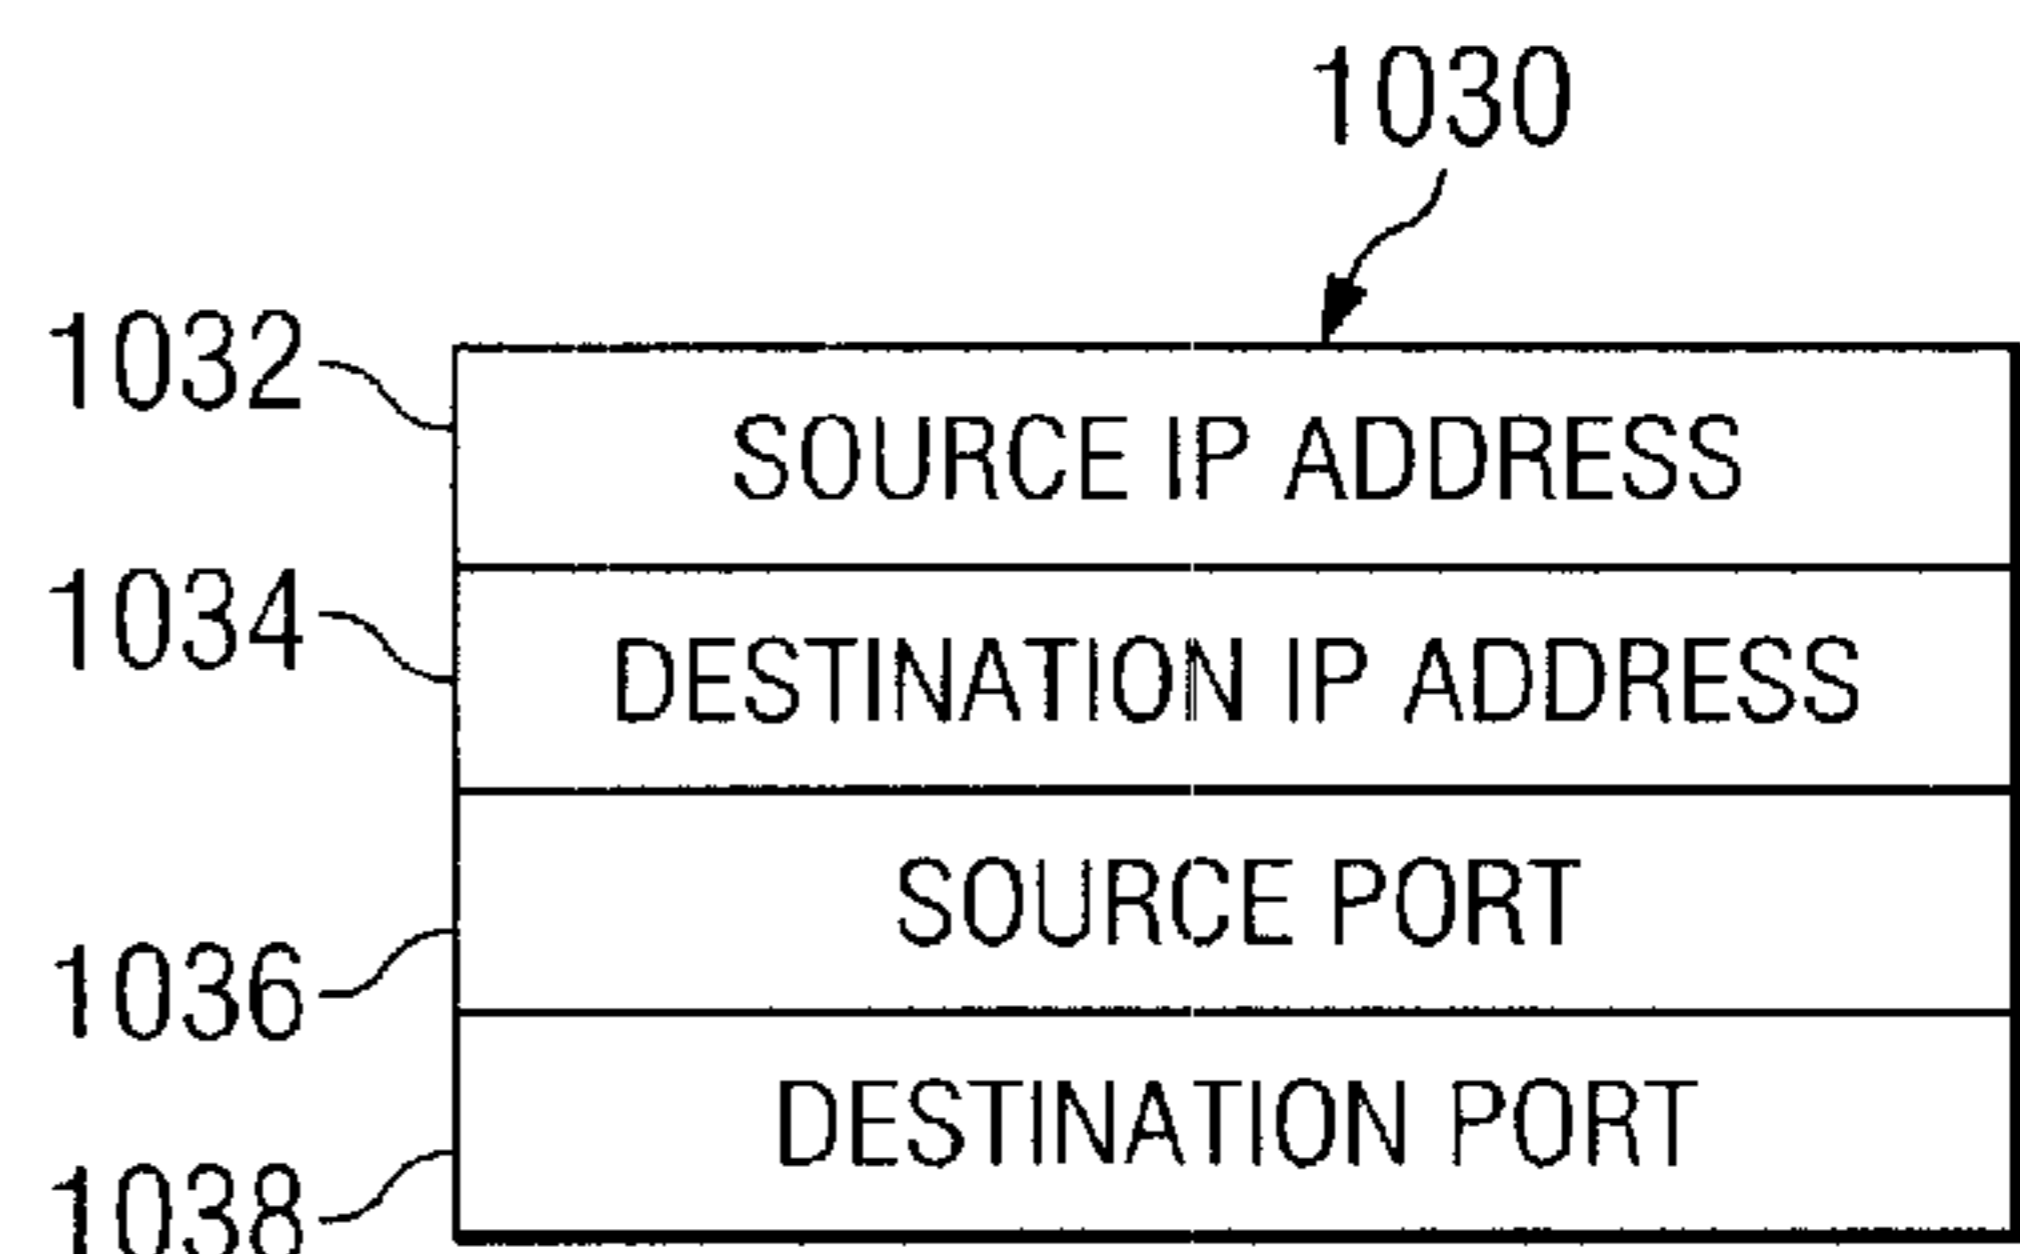 1030
1032
SOURCE IP ADDRESS
1034
DESTINATION IP ADDRESS
SOURCE PORT
1036
DESTINATION PORT
1038